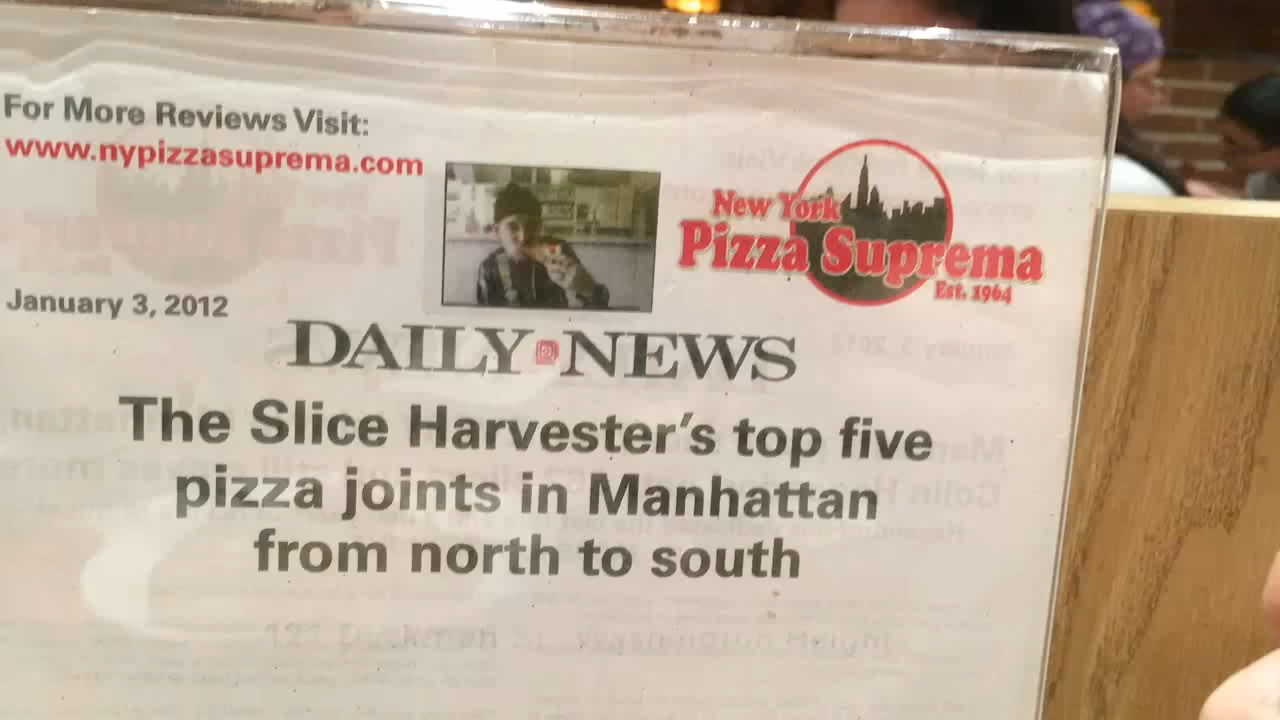 For More Reviews Visit:
www.nypizzasuprema.com
New York
Pizza Suprema
Est. 1964
January 3, 2012
DAILY NEWS
The Slice Harvester's top five
pizza joints in Manhattan
from north to south